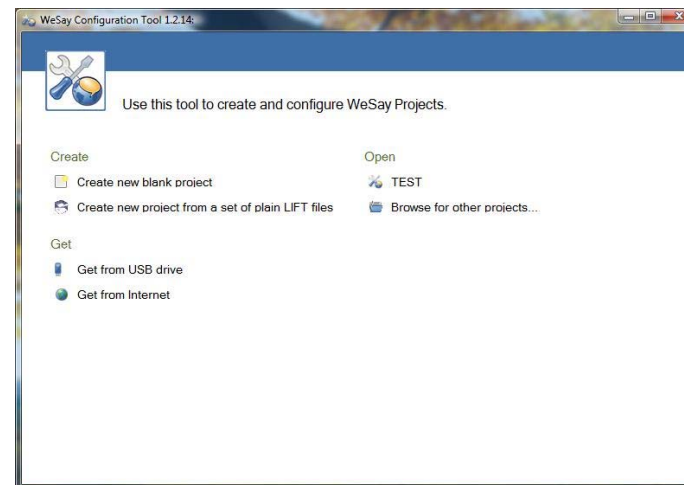 WeSay Configuration Tool 1.2.14:
Use this tool to create and configure WeSay Projects.
Create
Create new blank project
Create new project from a set of plain LIFT files
Get
Get from USB drive
Get from Internet
Open
TEST
Browse for other projects...